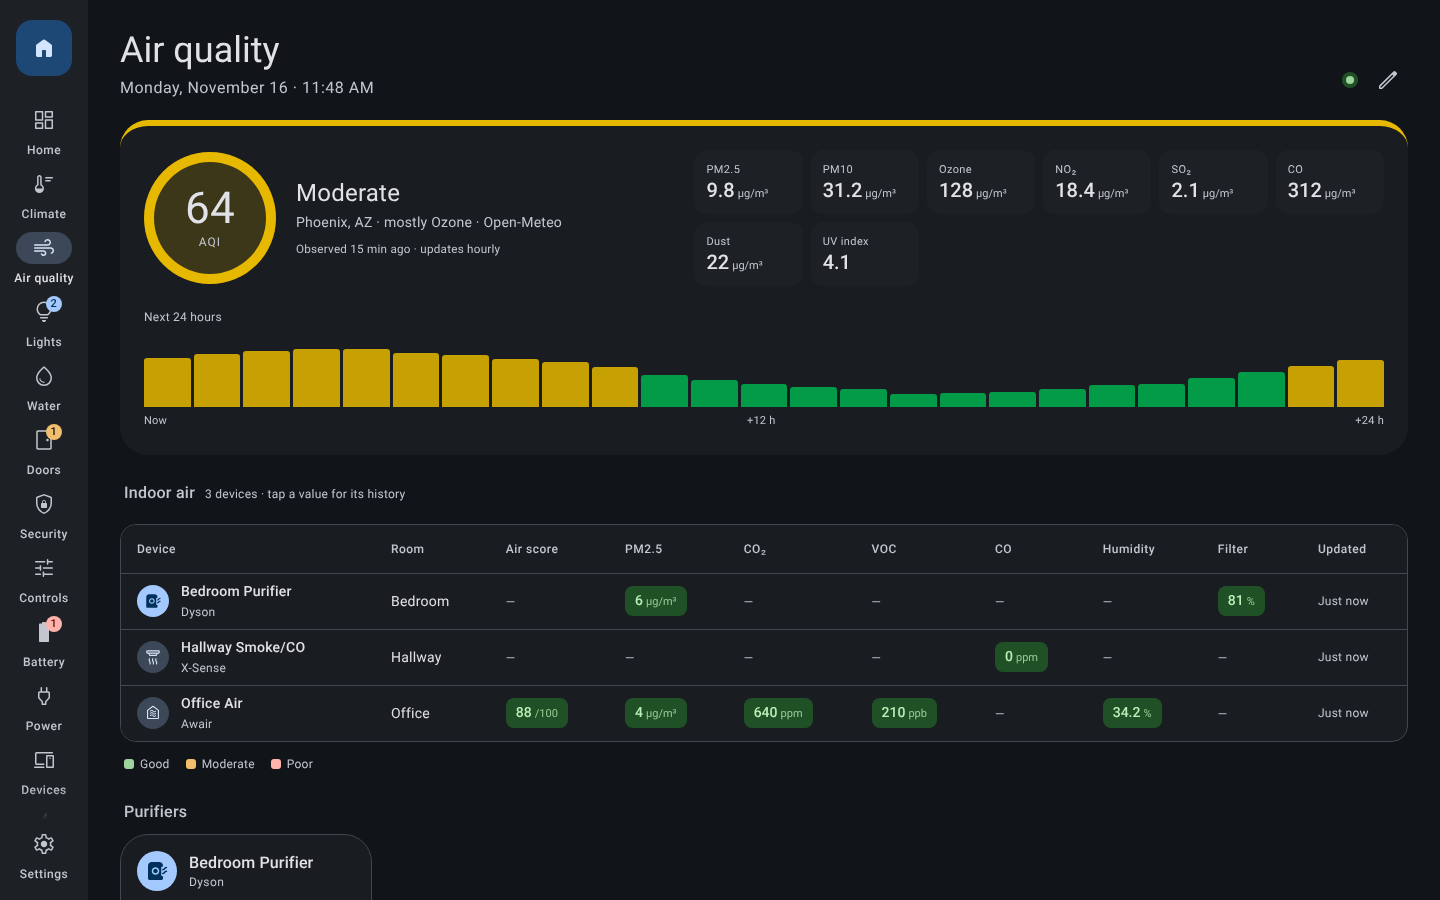 Air quality
Monday, November 16 · 11:48 AM
Home
Climate
Air quality
2
Lights
Water
1
Doors
Security
Controls
1
Battery
Power
Devices
Settings
64
AQI
Moderate
Phoenix, AZ · mostly Ozone · Open-Meteo
Observed 15 min ago · updates hourly
PM2.5
9.8 µg/m³
PM10
31.2 µg/m³
Ozone
128 µg/m³
NO₂
18.4 µg/m³
SO₂
2.1 µg/m³
CO
312 µg/m³
Dust
22 µg/m³
UV index
4.1
Next 24 hours
Now +12 h +24 h
Indoor air 3 devices · tap a value for its history
Device Room Air score PM2.5 CO₂ VOC CO Humidity Filter Updated
Bedroom Purifier
Dyson
Bedroom – 6 µg/m³ – – – – 81 % Just now
Hallway Smoke/CO
X-Sense
Hallway – – – – 0 ppm – – Just now
Office Air
Awair
Office 88 /100 4 µg/m³ 640 ppm 210 ppb – 34.2 % – Just now
Good Moderate Poor
Purifiers
Bedroom Purifier
Dyson